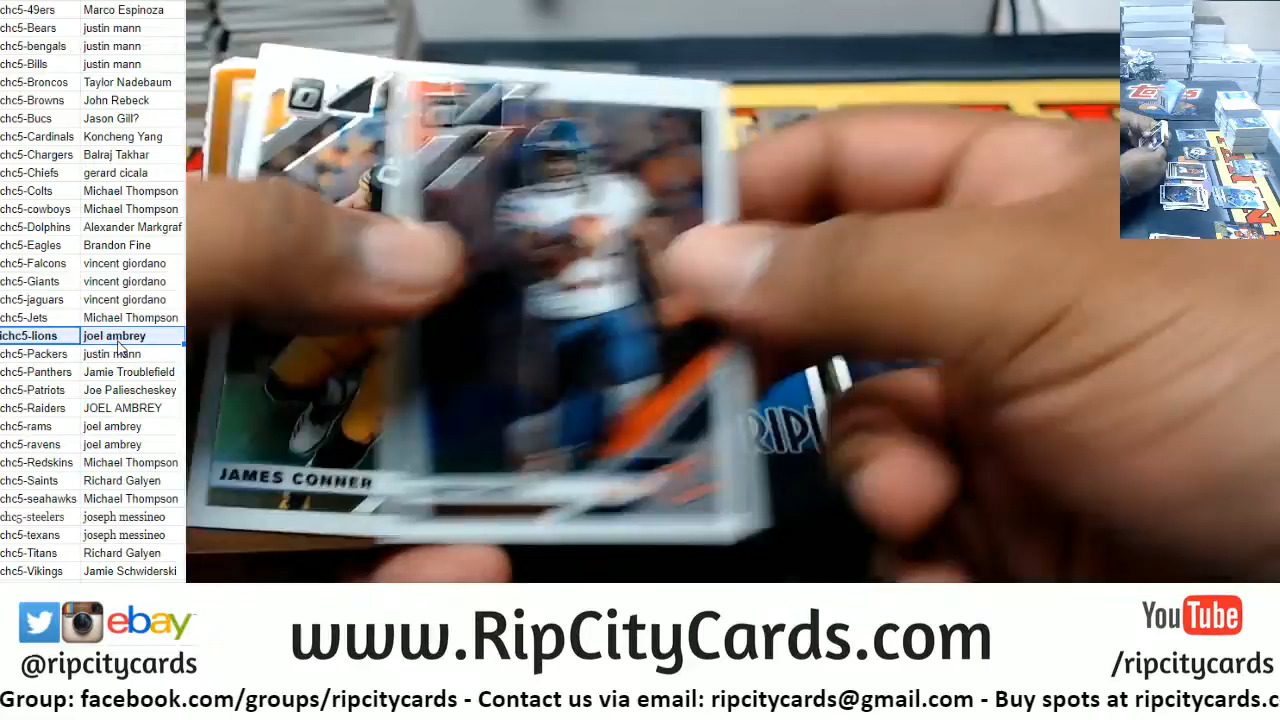 chc5-49ers Marco Espinoza
chc5-Bears justin mann
chc5-bengals justin mann
chc5-Bills justin mann
chc5-Broncos Taylor Nadebaum
chc5-Browns John Rebeck
chc5-Bucs Jason Gill?
chc5-Cardinals Koncheng Yang
chc5-Chargers Balraj Takhar
chc5-Chiefs gerard cicala
chc5-Colts Michael Thompson
chc5-cowboys Michael Thompson
chc5-Dolphins Alexander Markgraf
chc5-Eagles Brandon Fine
chc5-Falcons vincent giordano
chc5-Giants vincent giordano
chc5-jaguars vincent giordano
chc5-Jets Michael Thompson
ichc5-lions joel ambrey
chc5-Packers justin mann
chc5-Panthers Jamie Troublefield
chc5-Patriots Joe Paliescheskey
chc5-Raiders JOEL AMBREY
chc5-rams joel ambrey
chc5-ravens joel ambrey
chc5-Redskins Michael Thompson
chc5-Saints Richard Galyen
chc5-seahawks Michael Thompson
chc5-steelers joseph messineo
chc5-texans joseph messineo
chc5-Titans Richard Galyen
chc5-Vikings Jamie Schwiderski
JAMES CONNER
RIPI
ebay
@ripcitycards
www.RipCityCards.com
YouTube
/ripcitycards
Group: facebook.com/groups/ripcitycards - Contact us via email: ripcitycards@gmail.com - Buy spots at ripcitycards.c